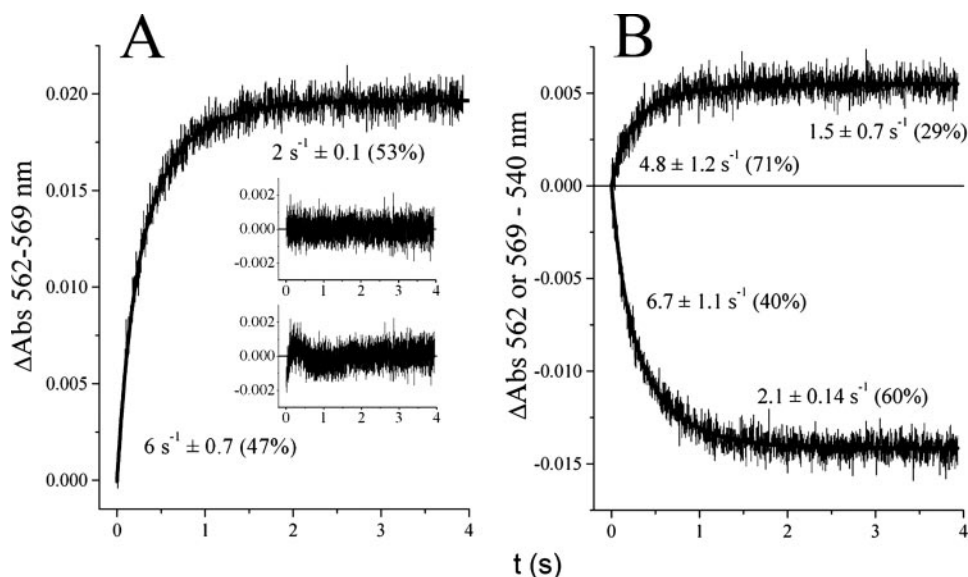 A
ΔAbs 562-569 nm
0.020
0.015
0.010
0.005
0.000
2 s⁻¹ ± 0.1 (53%)
0.002
0.000
-0.002
0 1 2 3 4
0.002
0.000
-0.002
0 1 2 3 4
6 s⁻¹ ± 0.7 (47%)
0 1 2 3 4
B
ΔAbs 562 or 569 - 540 nm
0.005
0.000
-0.005
-0.010
-0.015
1.5 ± 0.7 s⁻¹ (29%)
4.8 ± 1.2 s⁻¹ (71%)
6.7 ± 1.1 s⁻¹ (40%)
2.1 ± 0.14 s⁻¹ (60%)
0 1 2 3 4
t (s)